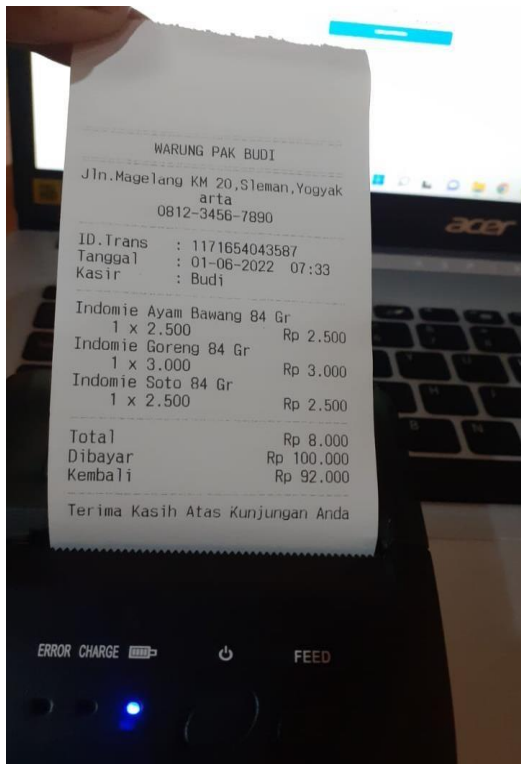 WARUNG PAK BUDI
Jln.Magelang KM 20,Sleman,Yogyak
arta
0812-3456-7890
ID.Trans : 1171654043587
Tanggal : 01-06-2022 07:33
Kasir : Budi
Indomie Ayam Bawang 84 Gr
1 x 2.500 Rp 2.500
Indomie Goreng 84 Gr
1 x 3.000 Rp 3.000
Indomie Soto 84 Gr
1 x 2.500 Rp 2.500
Total Rp 8.000
Dibayar Rp 100.000
Kembali Rp 92.000
Terima Kasih Atas Kunjungan Anda
acer
ERROR CHARGE FEED